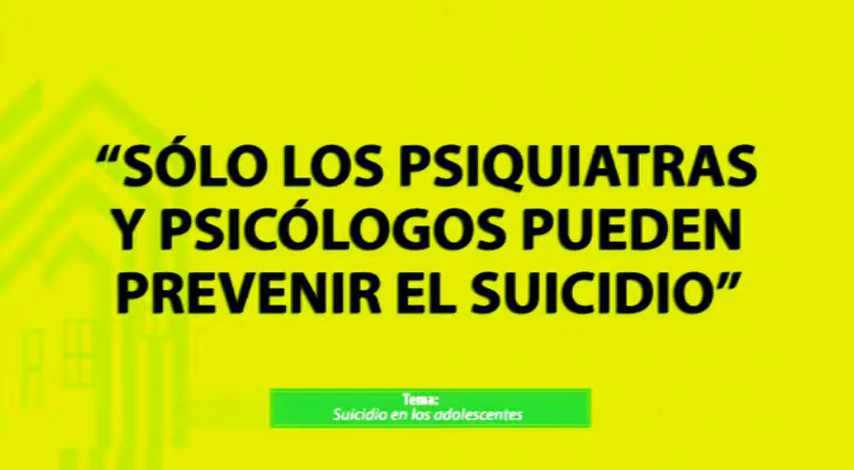 “SÓLO LOS PSIQUIATRAS
Y PSICÓLOGOS PUEDEN
PREVENIR EL SUICIDIO”
Tema:
Suicidio en los adolescentes